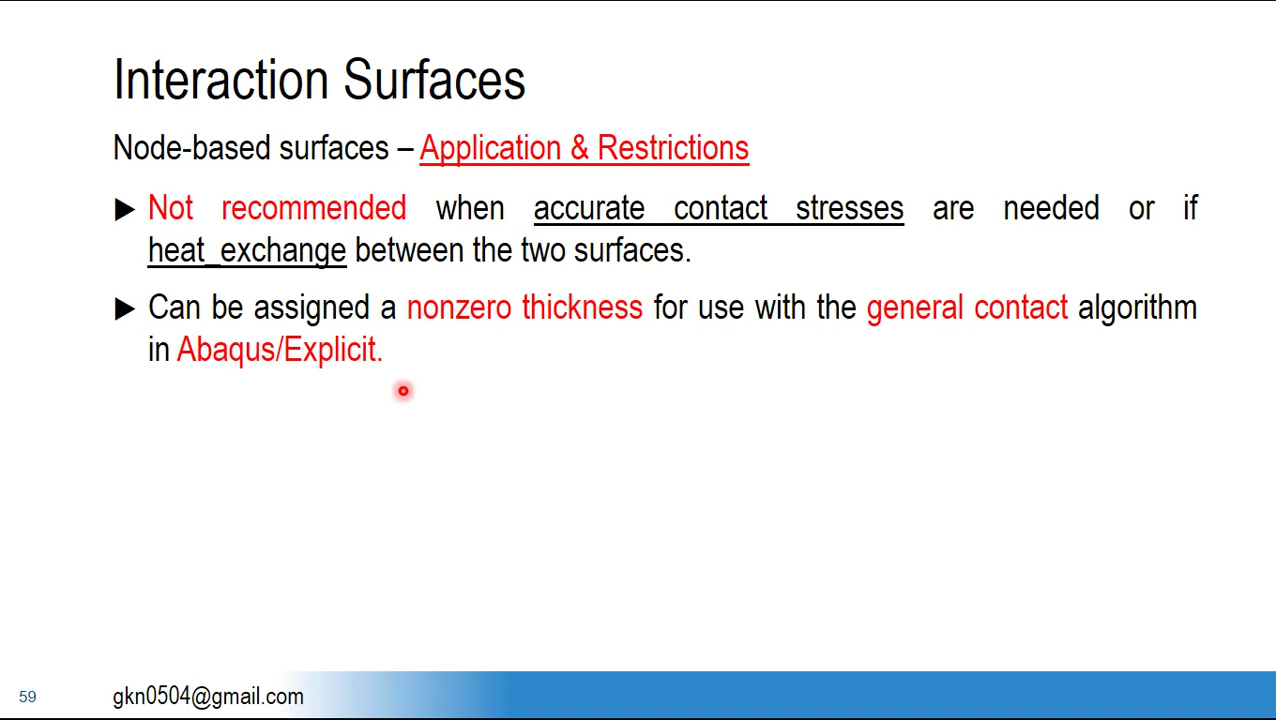 Interaction Surfaces
Node-based surfaces – Application & Restrictions
▶ Not recommended when accurate contact stresses are needed or if
heat_exchange between the two surfaces.
▶ Can be assigned a nonzero thickness for use with the general contact algorithm
in Abaqus/Explicit.
59
gkn0504@gmail.com